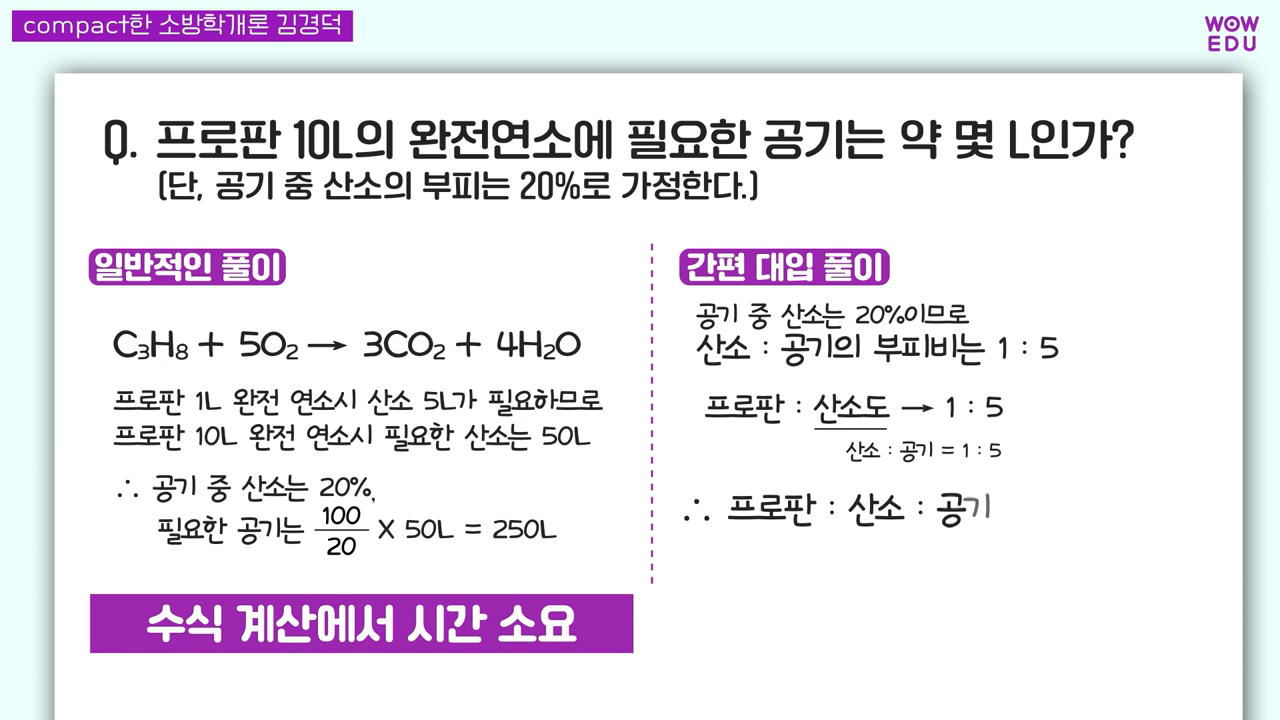 compact한 소방학개론 김경덕
WOW
EDU
Q. 프로판 10L의 완전연소에 필요한 공기는 약 몇 L인가?
(단, 공기 중 산소의 부피는 20%로 가정한다.)
일반적인 풀이
C₃H₈ + 5O₂ → 3CO₂ + 4H₂O
프로판 1L 완전 연소시 산소 5L가 필요하므로
프로판 10L 완전 연소시 필요한 산소는 50L
∴ 공기 중 산소는 20%,
필요한 공기는 100/20 X 50L = 250L
수식 계산에서 시간 소요
간편 대입 풀이
공기 중 산소는 20%이므로
산소 : 공기의 부피비는 1 : 5
프로판 : 산소도 → 1 : 5
산소 : 공기 = 1 : 5
∴ 프로판 : 산소 : 공기